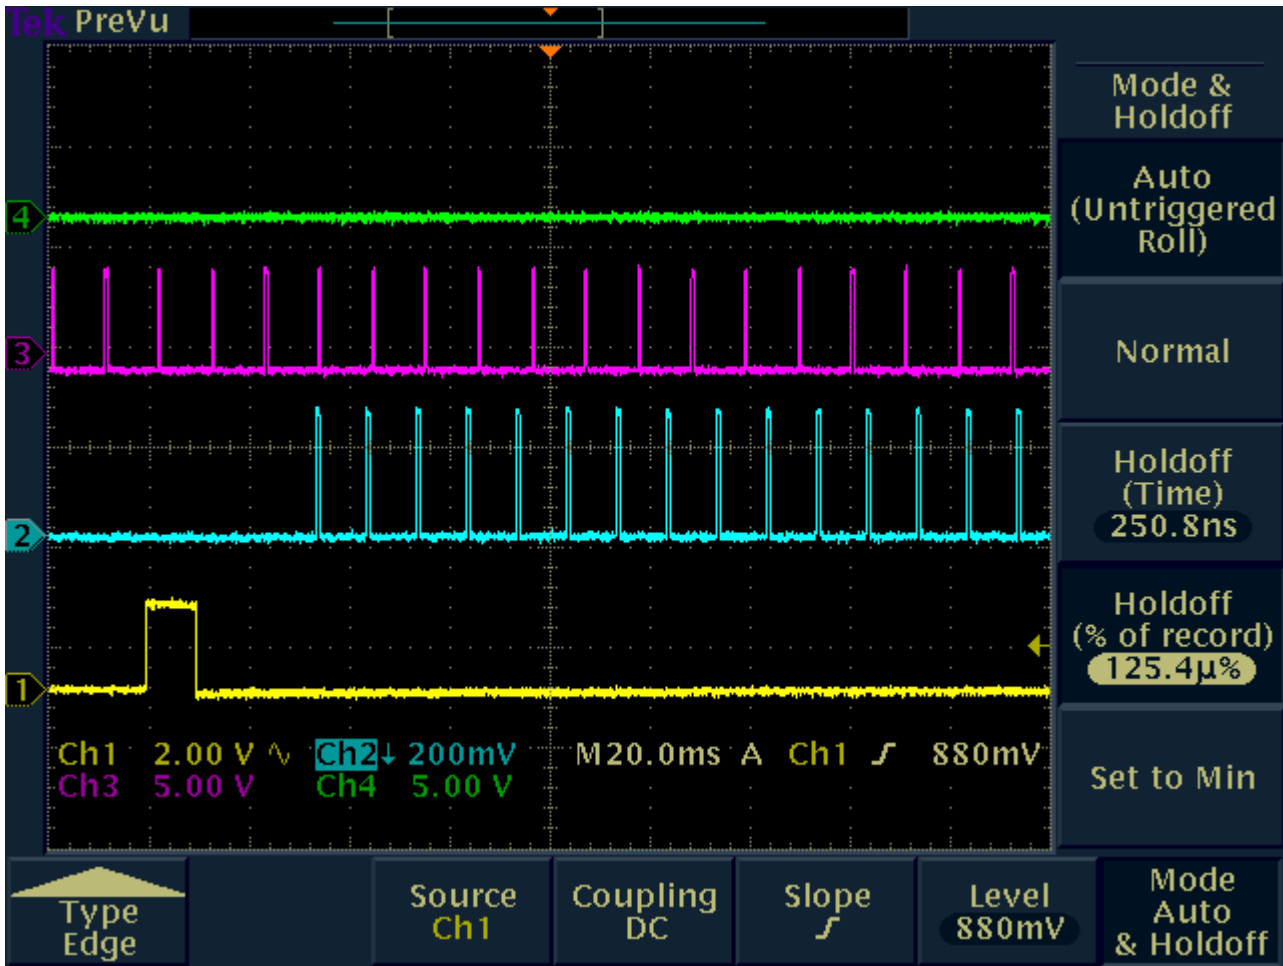 Tek PreVu
Mode &
Holdoff
Auto
(Untriggered
Roll)
Normal
Holdoff
(Time)
250.8ns
Holdoff
(% of record)
125.4µ%
Set to Min
4
3
2
1
Ch1 2.00 V ∿ Ch2↓ 200mV M20.0ms A Ch1 ƒ 880mV
Ch3 5.00 V Ch4 5.00 V
Type
Edge
Source
Ch1
Coupling
DC
Slope
ƒ
Level
880mV
Mode
Auto
& Holdoff